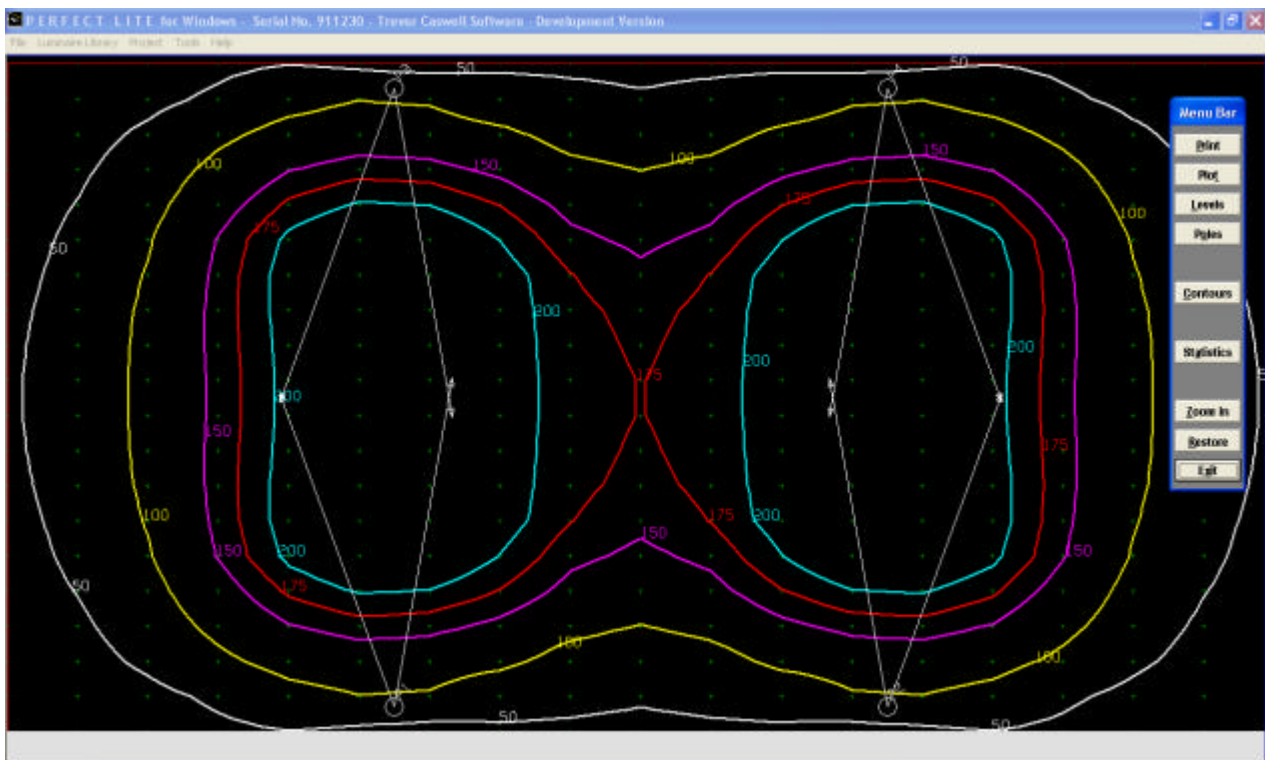 PERFECT LITE for Windows - Serial No. 911230 - Trevor Caswell Software - Development Version
File Luminaire Library Project Tools Help
50
50
100
150
100
150
Menu Bar
Print
Plot
Levels
Poles
Contours
Statistics
Zoom In
Restore
Exit
175
175
100
50
200
200
200
175
200
5
150
175
100
200
175
200
150
150
200
150
50
175
100
100
50
50